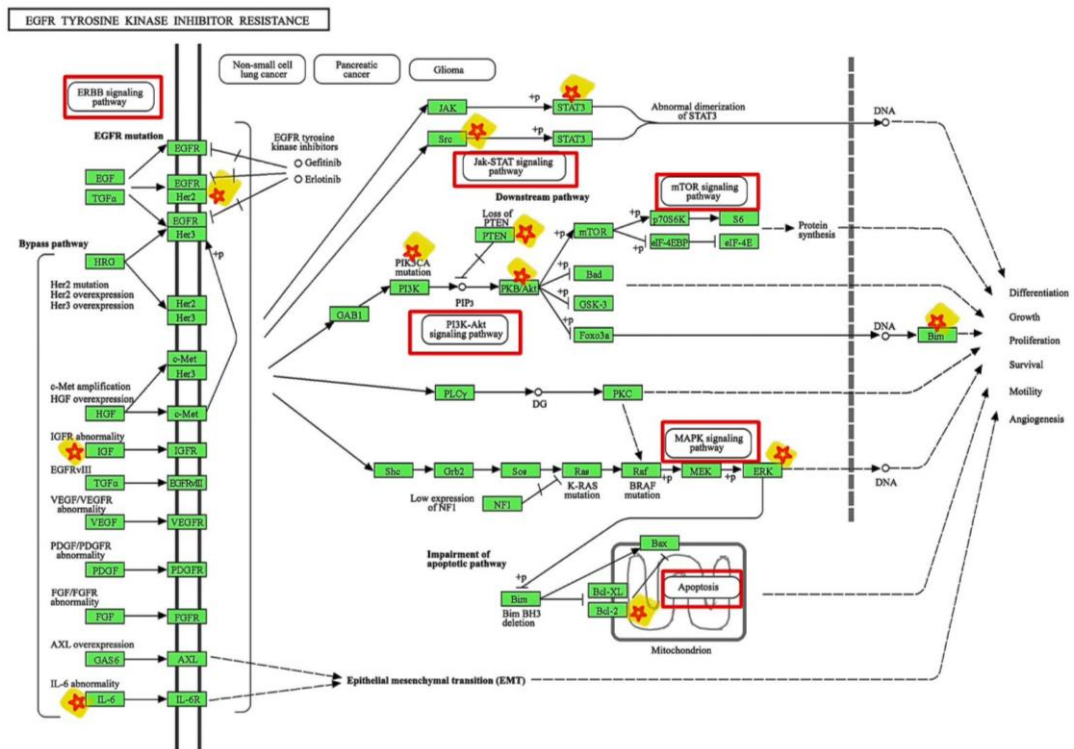 EGFR TYROSINE KINASE INHIBITOR RESISTANCE
Non-small cell
lung cancer
Pancreatic
cancer
Glioma
ERBB signaling
pathway
EGFR mutation
EGFR
EGF
TGFα
EGFR
Her2
EGFR
Her3
EGFR tyrosine
kinase inhibitors
Gefitinib
Erlotinib
+p
Bypass pathway
HRG
Her2 mutation
Her2 overexpression
Her3 overexpression
Her2
Her3
c-Met
Her3
c-Met amplification
HGF overexpression
HGF
c-Met
IGFR abnormality
IGF
IGFR
EGFRvIII
TGFα
EGFRvIII
VEGF/VEGFR
abnormality
VEGF
VEGFR
PDGF/PDGFR
abnormality
PDGF
PDGFR
FGF/FGFR
abnormality
FGF
FGFR
AXL overexpression
GAS6
AXL
IL-6 abnormality
IL-6
IL-6R
JAK
+p
STAT3
Src
+p
STAT3
Abnormal dimerization
of STAT3
DNA
Jak-STAT signaling
pathway
Downstream pathway
mTOR signaling
pathway
Loss of
PTEN
PTEN
PIK3CA
mutation
PI3K
PIP3
PKB/Akt
GAB1
PI3K-Akt
signaling pathway
+p
mTOR
+p
p70S6K
S6
+p
eIF-4EBP
eIF-4E
Protein
synthesis
Bad
+p
GSK-3
+p
Foxo3a
DNA
Bim
PLCγ
DG
PKC
MAPK signaling
pathway
Shc
Grb2
Sos
Ras
Raf
+p
MEK
+p
ERK
DNA
K-RAS
mutation
BRAF
mutation
Low expression
of NF1
NF1
Impairment of
apoptotic pathway
+p
Bim
Bim BH3
deletion
Bax
Bcl-XL
Bcl-2
Apoptosis
Mitochondrion
Epithelial mesenchymal transition (EMT)
Differentiation
Growth
Proliferation
Survival
Motility
Angiogenesis